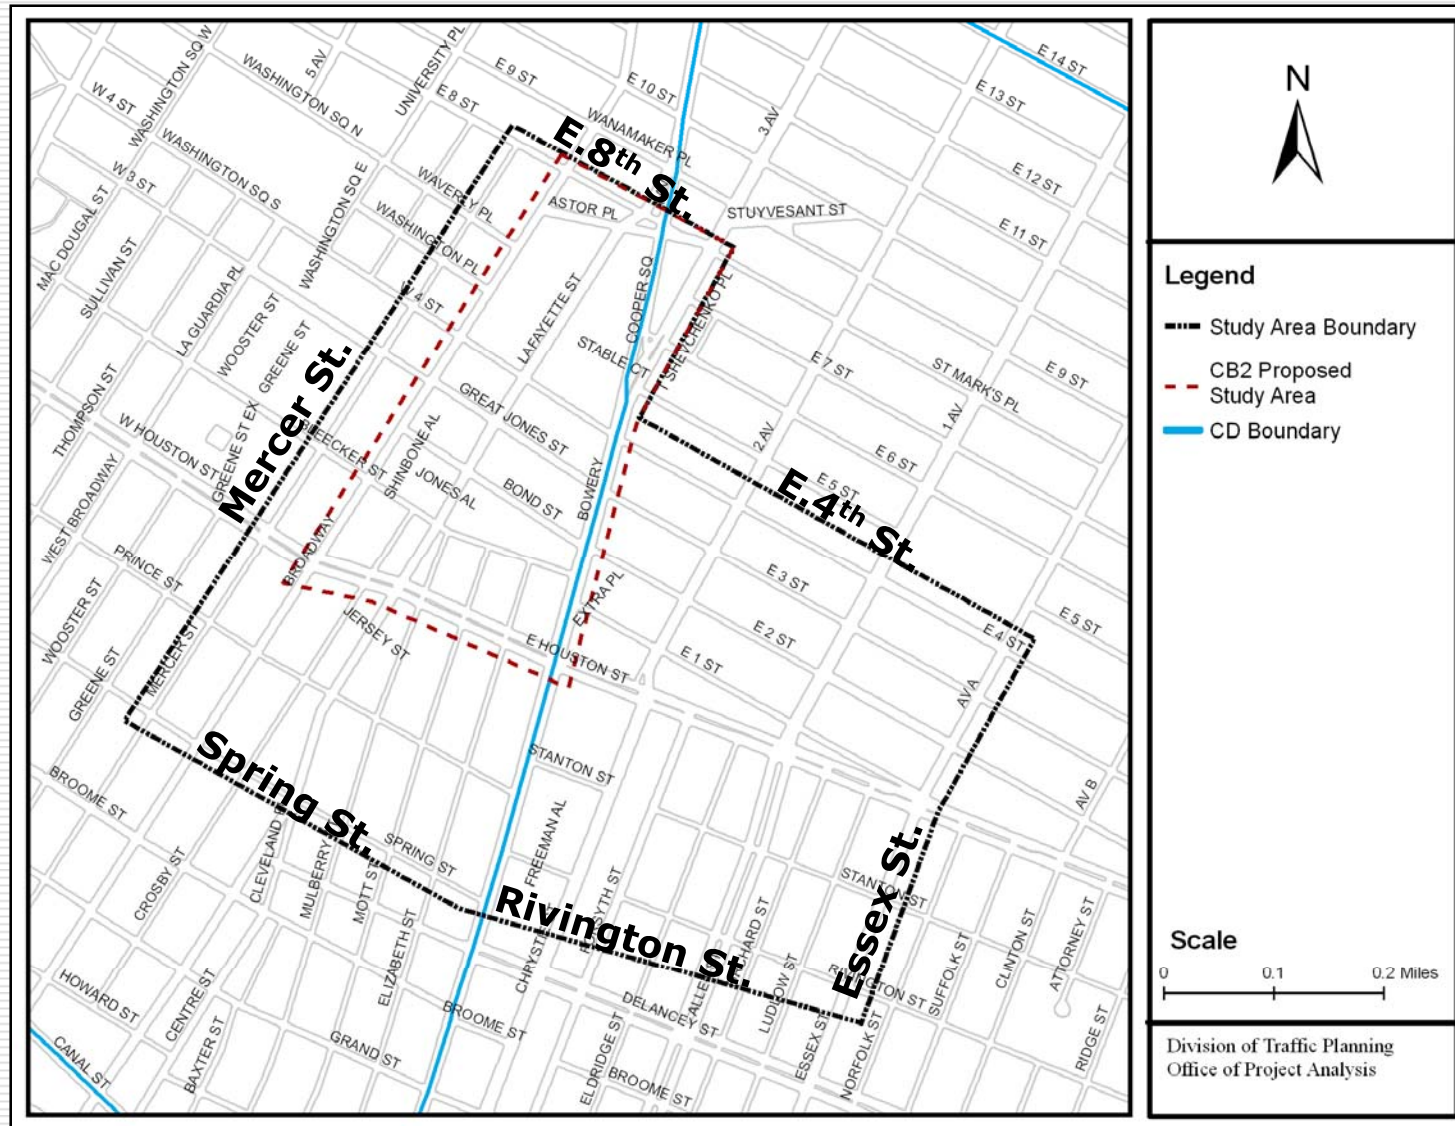 E 14 ST
WASHINGTON SQ W
5 AV
UNIVERSITY PL
E 9 ST
E 10 ST
E 13 ST
WASHINGTON SQ N
W 4 ST
E 8 ST
WANAMAKER PL
3 AV
E.8th St.
WASHINGTON SQ S
W 3 ST
WASHINGTON SQ E
WAVERLY PL
E 12 ST
ASTOR PL
STUYVESANT ST
MAC DOUGAL ST
WASHINGTON PL
E 11 ST
SULLIVAN ST
LA GUARDIA PL
W 4 ST
LAFAYETTE ST
COOPER SQ
T SHEVCHENKO PL
WOOSTER ST
GREENE ST
STABLE CT
E 7 ST
ST MARK'S PL
E 9 ST
Mercer St.
THOMPSON ST
GREAT JONES ST
2 AV
1 AV
W HOUSTON ST
GREENE ST EX
BLEECKER ST
SHINBONE AL
JONES AL
BOND ST
BOWERY
E 6 ST
E 5 ST
E.4th St.
WEST BROADWAY
BROADWAY
PRINCE ST
E 3 ST
WOOSTER ST
JERSEY ST
EXTRA PL
E HOUSTON ST
E 2 ST
E 1 ST
E 4 ST
E 5 ST
GREENE ST
MERCER ST
AV A
Spring St.
STANTON ST
AV B
BROOME ST
SPRING ST
CROSBY ST
CLEVELAND
MULBERRY
MOTT ST
ELIZABETH ST
FREEMAN AL
Rivington St.
STANTON ST
Essex St.
RIVINGTON ST
LUDLOW ST
SUFFOLK ST
CLINTON ST
ATTORNEY ST
HOWARD ST
CENTRE ST
BAXTER ST
CANAL ST
GRAND ST
BROOME ST
DELANCEY ST
ELDRIDGE ST
BROOME ST
ESSEX ST
NORFOLK ST
RIDGE ST
N
Legend
Study Area Boundary
CB2 Proposed
Study Area
CD Boundary
Scale
0 0.1 0.2 Miles
Division of Traffic Planning
Office of Project Analysis